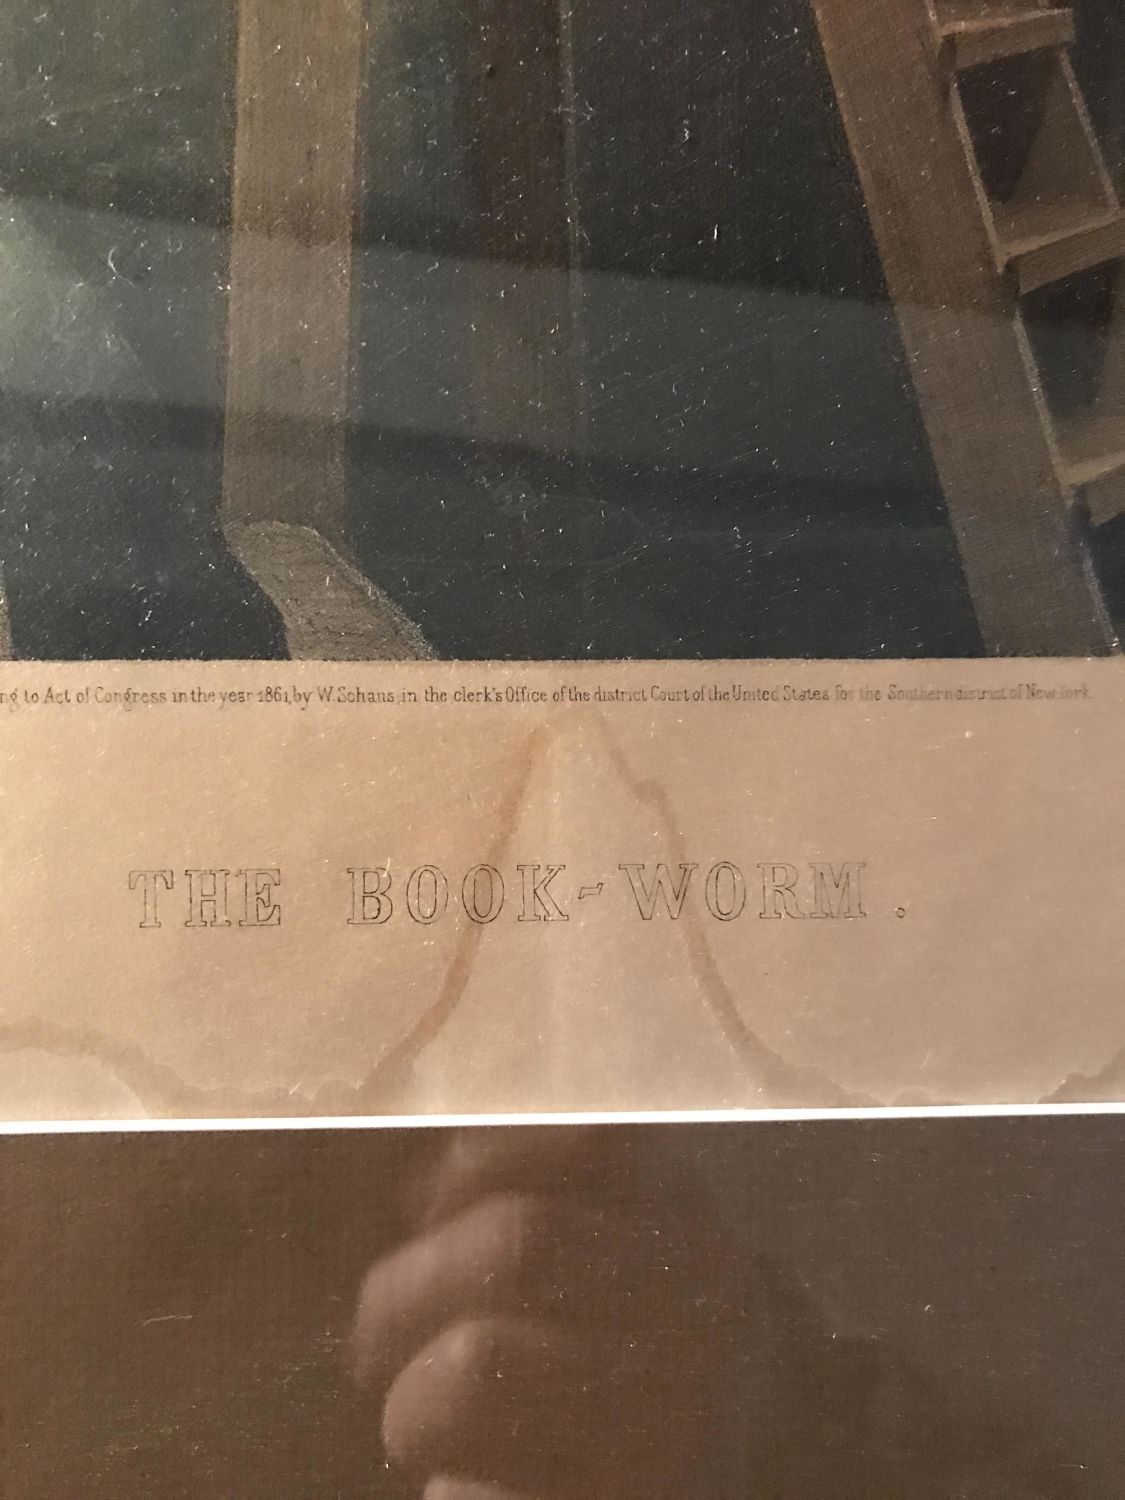 ng to Act of Congress in the year 1861, by W. Schaus, in the clerk's Office of the district Court of the United States for the Southern district of New York.
THE BOOK-WORM.